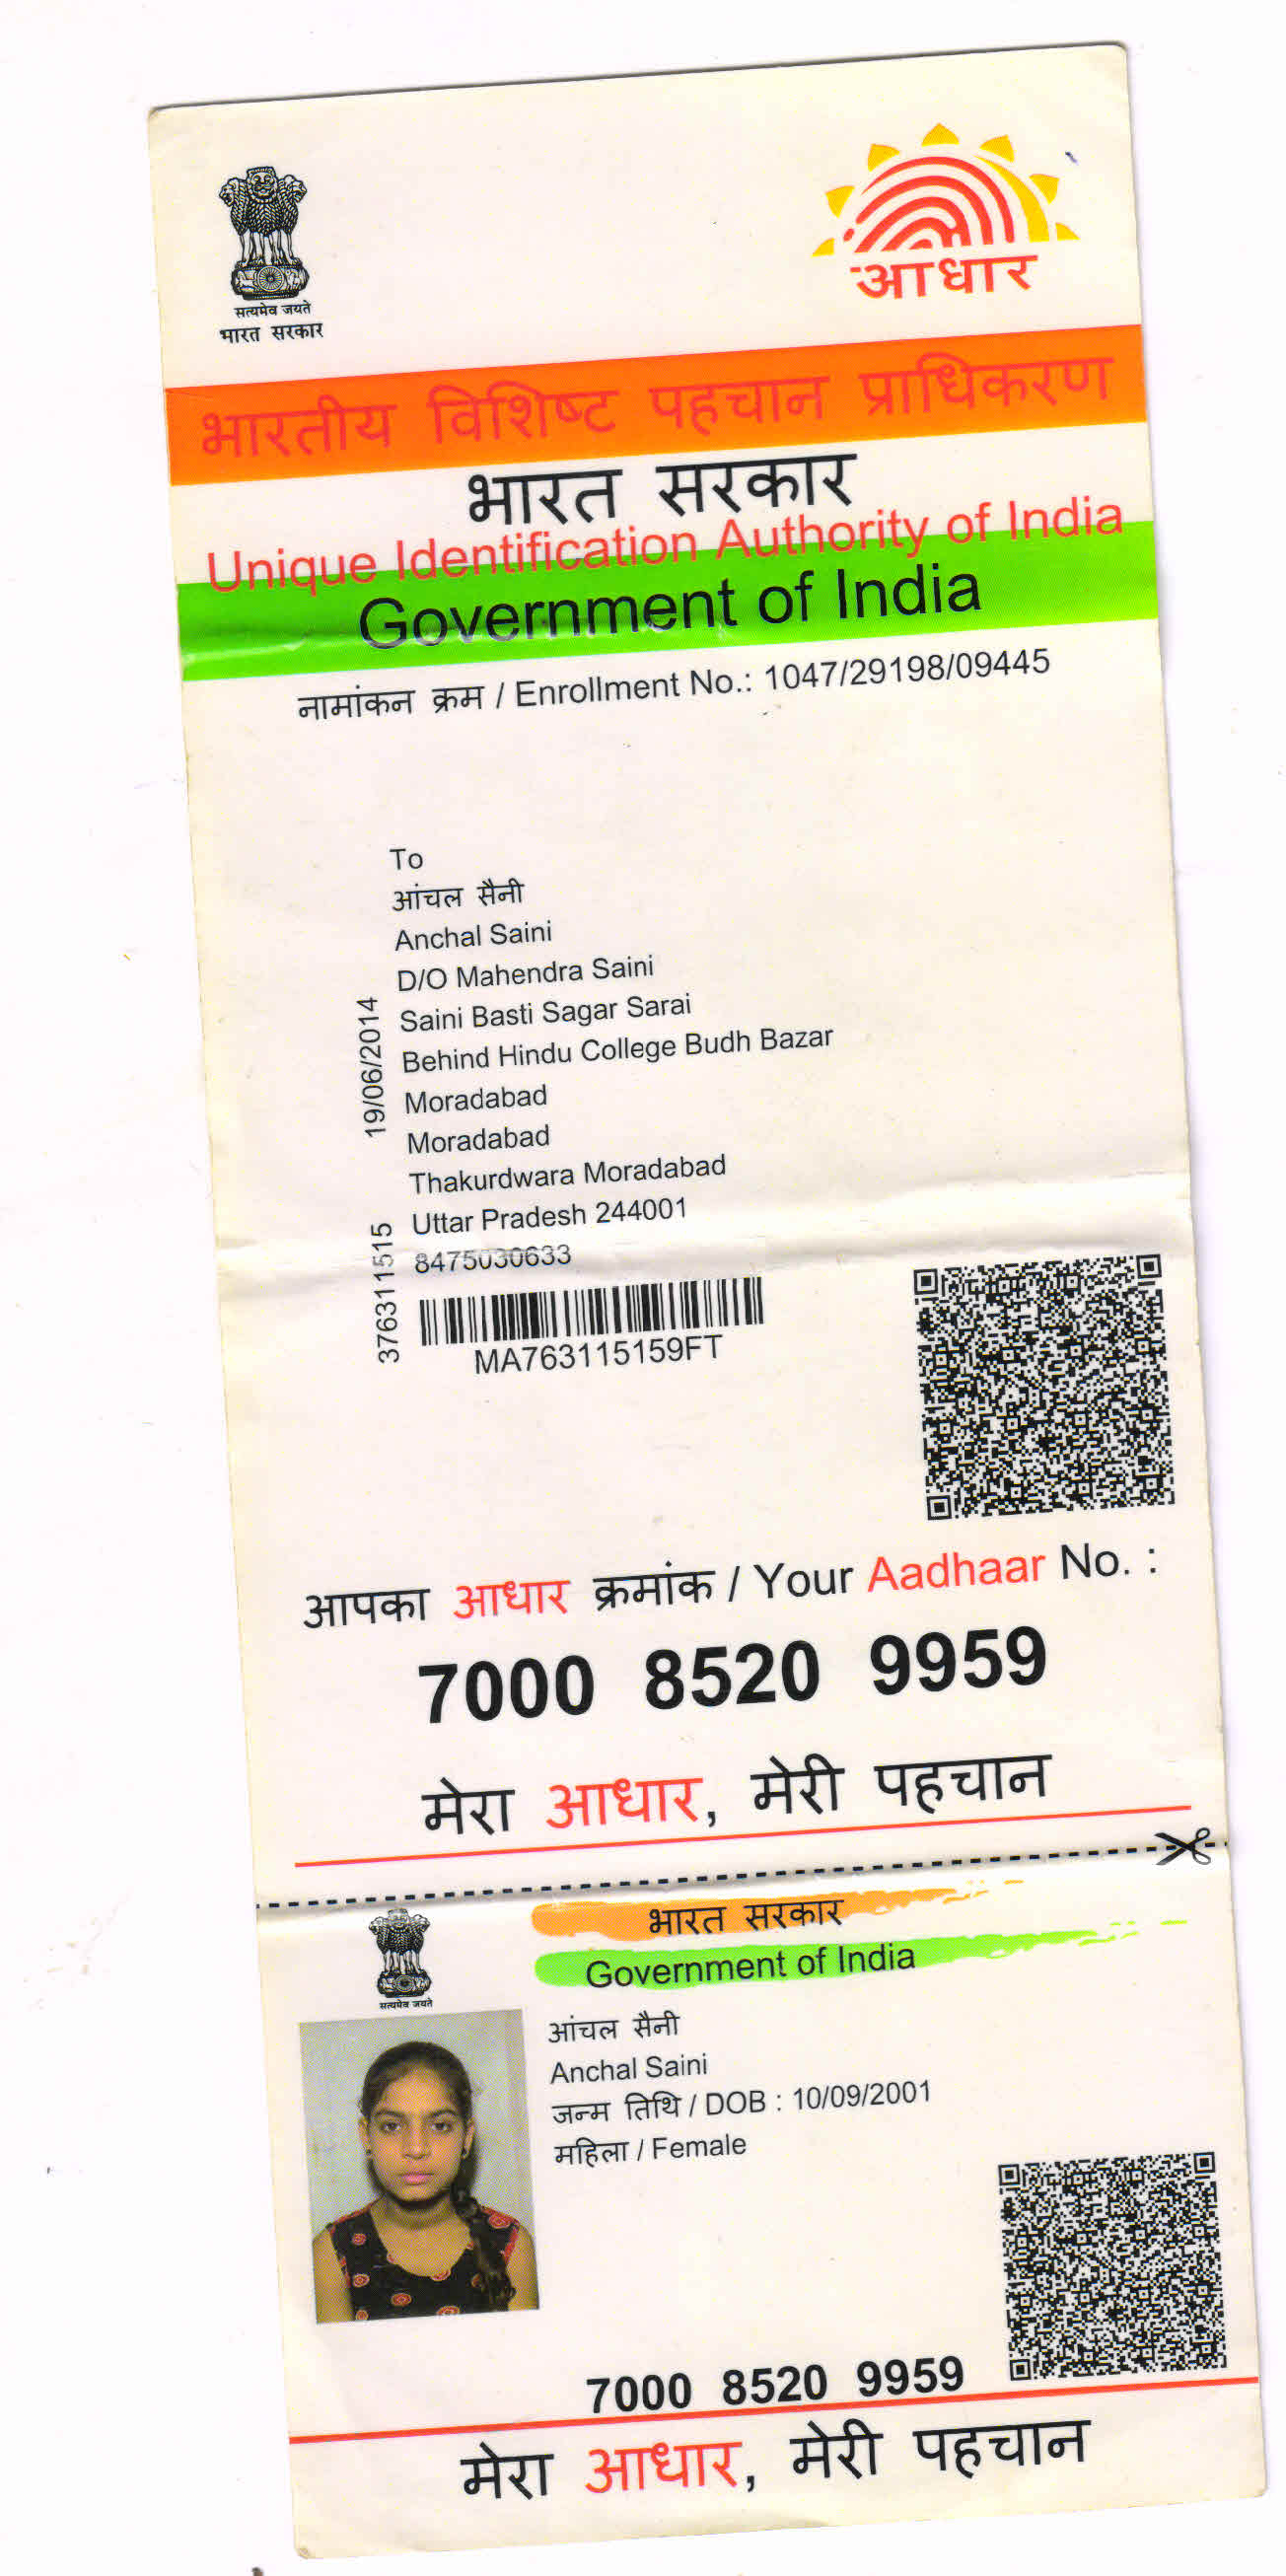 सत्यमेव जयते
भारत सरकार
आधार
भारतीय विशिष्ट पहचान प्राधिकरण
भारत सरकार
Unique Identification Authority of India
Government of India
नामांकन क्रम / Enrollment No.: 1047/29198/09445
To
आंचल सैनी
Anchal Saini
D/O Mahendra Saini
Saini Basti Sagar Sarai
Behind Hindu College Budh Bazar
Moradabad
Moradabad
Thakurdwara Moradabad
Uttar Pradesh 244001
8475030633
19/06/2014
376311515
MA763115159FT
आपका आधार क्रमांक / Your Aadhaar No. :
7000 8520 9959
मेरा आधार, मेरी पहचान
सत्यमेव जयते
भारत सरकार
Government of India
आंचल सैनी
Anchal Saini
जन्म तिथि / DOB : 10/09/2001
महिला / Female
7000 8520 9959
मेरा आधार, मेरी पहचान